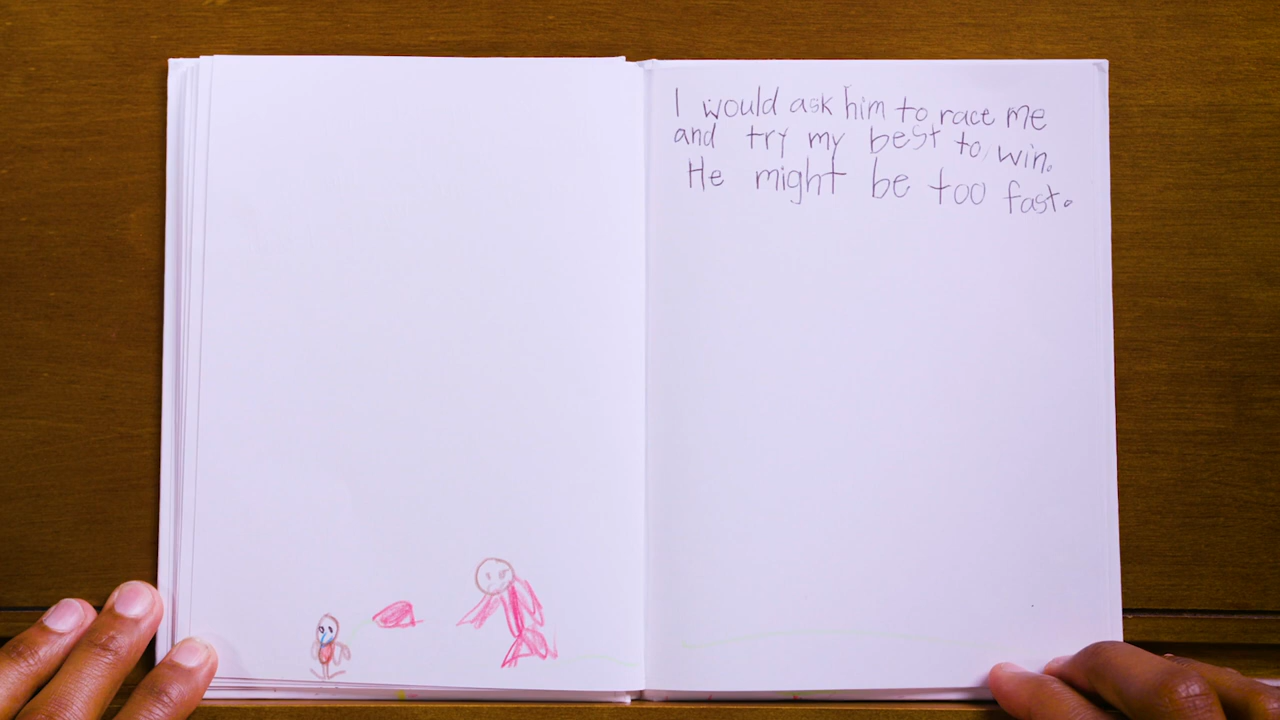 I would ask him to race me
and try my best to win.
He might be too fast.